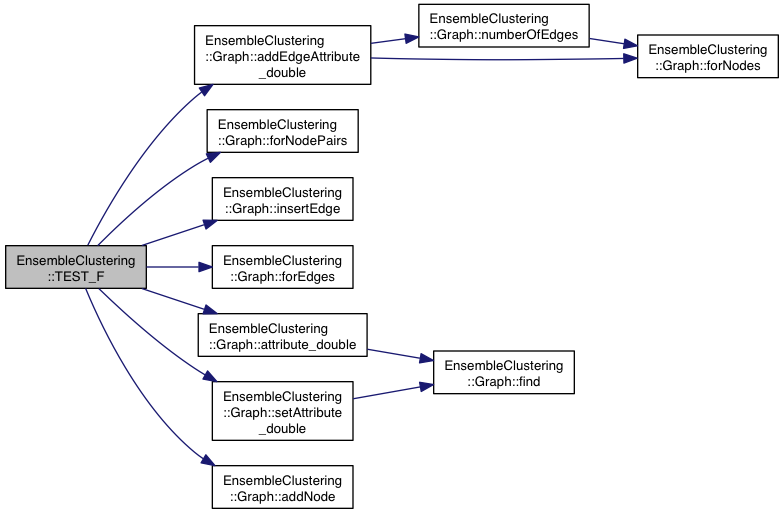 EnsembleClustering
::TEST_F
EnsembleClustering
::Graph::addEdgeAttribute
_double
EnsembleClustering
::Graph::numberOfEdges
EnsembleClustering
::Graph::forNodes
EnsembleClustering
::Graph::forNodePairs
EnsembleClustering
::Graph::insertEdge
EnsembleClustering
::Graph::forEdges
EnsembleClustering
::Graph::attribute_double
EnsembleClustering
::Graph::find
EnsembleClustering
::Graph::setAttribute
_double
EnsembleClustering
::Graph::addNode